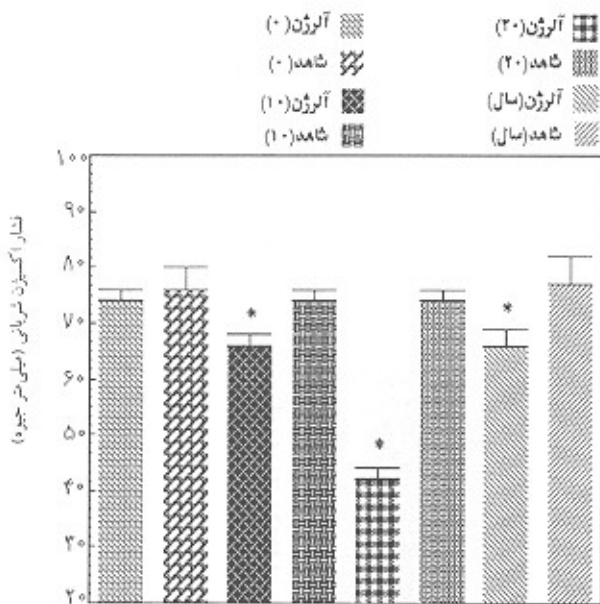 آلرژن(۰)
شاهد(۰)
آلرژن(۱۰)
شاهد(۱۰)
آلرژن(۲۰)
شاهد(۲۰)
آلرژن(سال)
شاهد(سال)
فشار اکسیژن شریانی (میلی‌متر جیوه)
۱۰۰
۹۰
۸۰
۷۰
۶۰
۵۰
۴۰
۳۰
۲۰
*
*
*